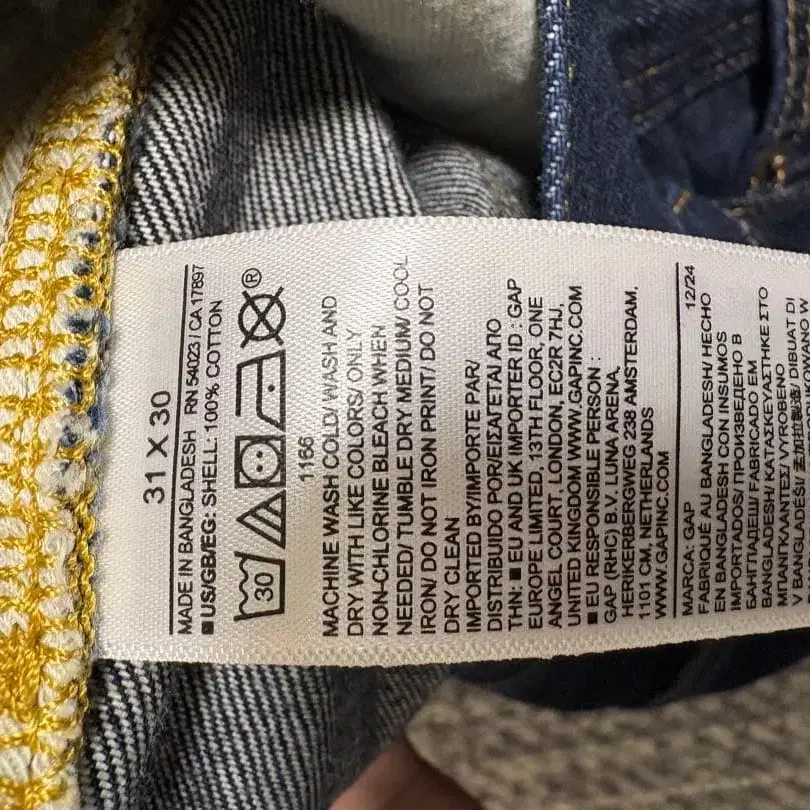 31 X 30
MADE IN BANGLADESH RN 54023 / CA 17897
■ US/GB/EG: SHELL: 100% COTTON
30
®
1166
MACHINE WASH COLD/ WASH AND
DRY WITH LIKE COLORS/ ONLY
NON-CHLORINE BLEACH WHEN
NEEDED/ TUMBLE DRY MEDIUM/ COOL
IRON/ DO NOT IRON PRINT/ DO NOT
DRY CLEAN
IMPORTED BY/IMPORTE PAR/
DISTRIBUIDO POR/ΕΙΣΑΓΕΤΑΙ ΑΠΟ
ΤΗΝ: ■ EU AND UK IMPORTER ID : GAP
EUROPE LIMITED, 13TH FLOOR, ONE
ANGEL COURT, LONDON, EC2R 7HJ,
UNITED KINGDOM WWW.GAPINC.COM
■ EU RESPONSIBLE PERSON :
GAP (RHC) B.V. LUNA ARENA,
HERIKERBERGWEG 238 AMSTERDAM,
1101 CM, NETHERLANDS
WWW.GAPINC.COM
MARCA: GAP 12/24
FABRIQUÉ AU BANGLADESH/ HECHO
EN BANGLADESH CON INSUMOS
IMPORTADOS/ ПРОИЗВЕДЕНО В
БАНГЛАДЕШ/ FABRICADO EM
BANGLADESH/ ΚΑΤΑΣΚΕΥΑΣΤΗΚΕ ΣΤΟ
ΜΠΑΝΓΚΛΑΝΤΕΣ/ VYROBENO
V BANGLADÉŠI/ / DIBUAT DI